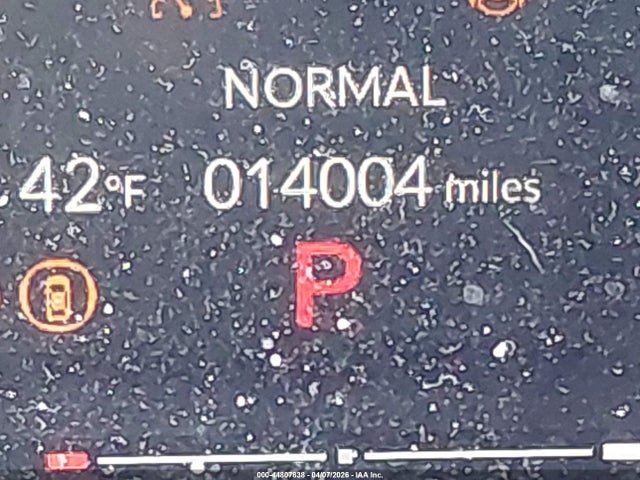 NORMAL
42°F 014004 miles
P
000-44807838 - 04/07/2026 - IAA Inc.